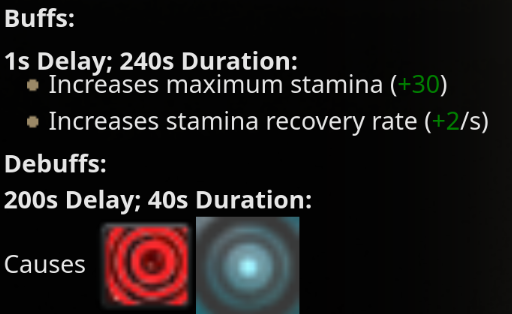 Buffs:
1s Delay; 240s Duration:
Increases maximum stamina (+30)
Increases stamina recovery rate (+2/s)
Debuffs:
200s Delay; 40s Duration:
Causes